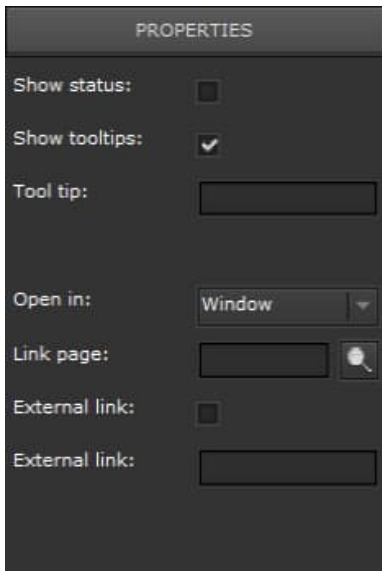 PROPERTIES
Show status:
Show tooltips:
Tool tip:
Open in: Window
Link page:
External link:
External link: